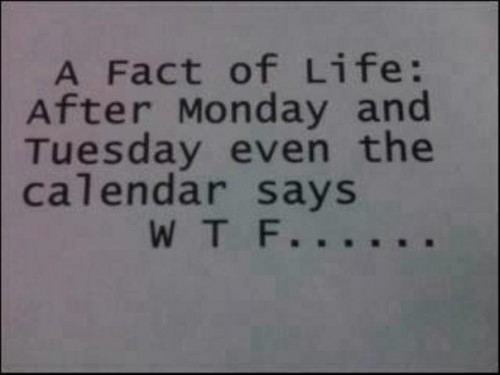 A Fact of Life:
After Monday and
Tuesday even the
calendar says
W T F......